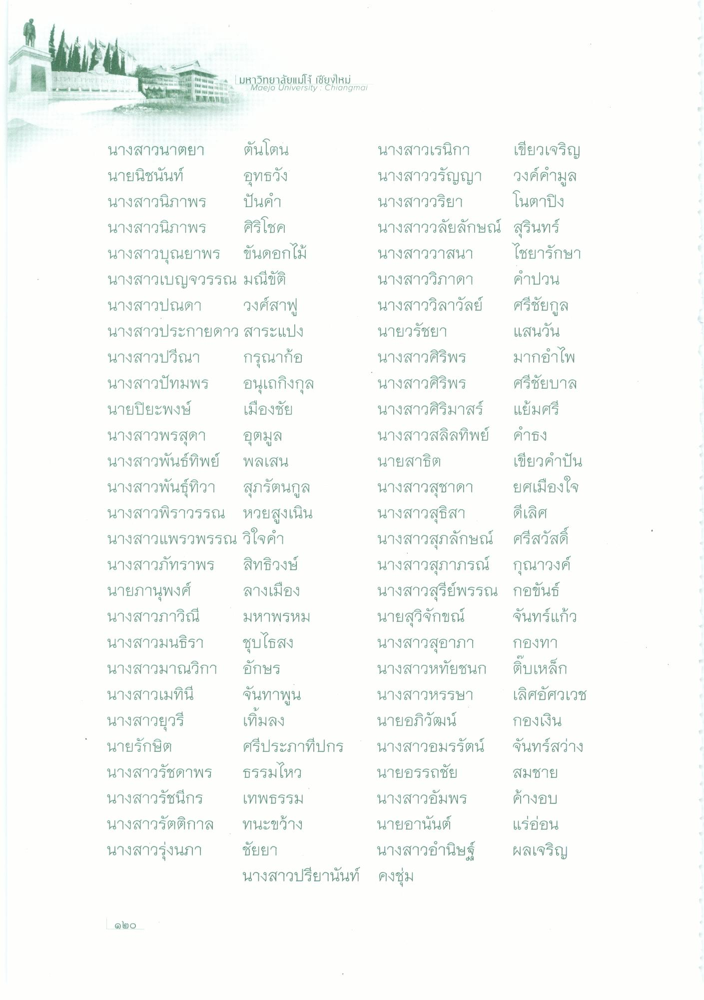 มหาวิทยาลัยแม่โจ้ เชียงใหม่
Maejo University : Chiangmai
นางสาวนาตยา ตันโตน นางสาวเรนิกา เขียวเจริญ
นายนิชนันท์ อุทธวัง นางสาววรัญญา วงค์คำมูล
นางสาวนิภาพร ปันคำ นางสาววริยา โนตาปิง
นางสาวนิภาพร ศิริโชค นางสาววลัยลักษณ์ สุรินทร์
นางสาวบุณยาพร ขันดอกไม้ นางสาววาสนา ไชยารักษา
นางสาวเบญจวรรณ มณีขัติ นางสาววิภาดา คำปวน
นางสาวปณดา วงศ์สาฟู นางสาววิลาวัลย์ ศรีชัยกูล
นางสาวประกายดาว สาระแปง นายวรัชยา แสนวัน
นางสาวปวีณา กรุณาก้อ นางสาวศิริพร มากอำไพ
นางสาวปัทมพร อนุเถกิงกุล นางสาวศิริพร ศรีชัยบาล
นายปิยะพงษ์ เมืองชัย นางสาวศิริมาสร์ แย้มศรี
นางสาวพรสุดา อุตมูล นางสาวสลิลทิพย์ คำธง
นางสาวพันธ์ทิพย์ พลเสน นายสาธิต เขียวคำปัน
นางสาวพันธุ์ทิวา สุภรัตนกูล นางสาวสุชาดา ยศเมืองใจ
นางสาวพิราวรรณ หวยสูงเนิน นางสาวสุธิสา ดีเลิศ
นางสาวแพรวพรรณ วิใจคำ นางสาวสุภลักษณ์ ศรีสวัสดิ์
นางสาวภัทราพร สิทธิวงษ์ นางสาวสุภาภรณ์ กุณาวงค์
นายภานุพงศ์ ลางเมือง นางสาวสุรีย์พรรณ กอขันธ์
นางสาวภาวิณี มหาพรหม นายสุวิจักขณ์ จันทร์แก้ว
นางสาวมนธิรา ชุบไธสง นางสาวสุอาภา กองทา
นางสาวมาณวิกา อักษร นางสาวหทัยชนก ติ๊บเหล็ก
นางสาวเมทินี จันทาพูน นางสาวหรรษา เลิศอัศวเวช
นางสาวยุวรี เทิ้มลง นายอภิวัฒน์ กองเงิน
นายรักษิต ศรีประภาทีปกร นางสาวอมรรัตน์ จันทร์สว่าง
นางสาวรัชดาพร ธรรมไหว นายอรรถชัย สมชาย
นางสาวรัชนีกร เทพธรรม นางสาวอัมพร ค้างอบ
นางสาวรัตติกาล ทนะขว้าง นายอานันต์ แร่อ่อน
นางสาวรุ่งนภา ชัยยา นางสาวอำนิษฐ์ ผลเจริญ
นางสาวปรียานันท์ คงชุ่ม
๑๒๐